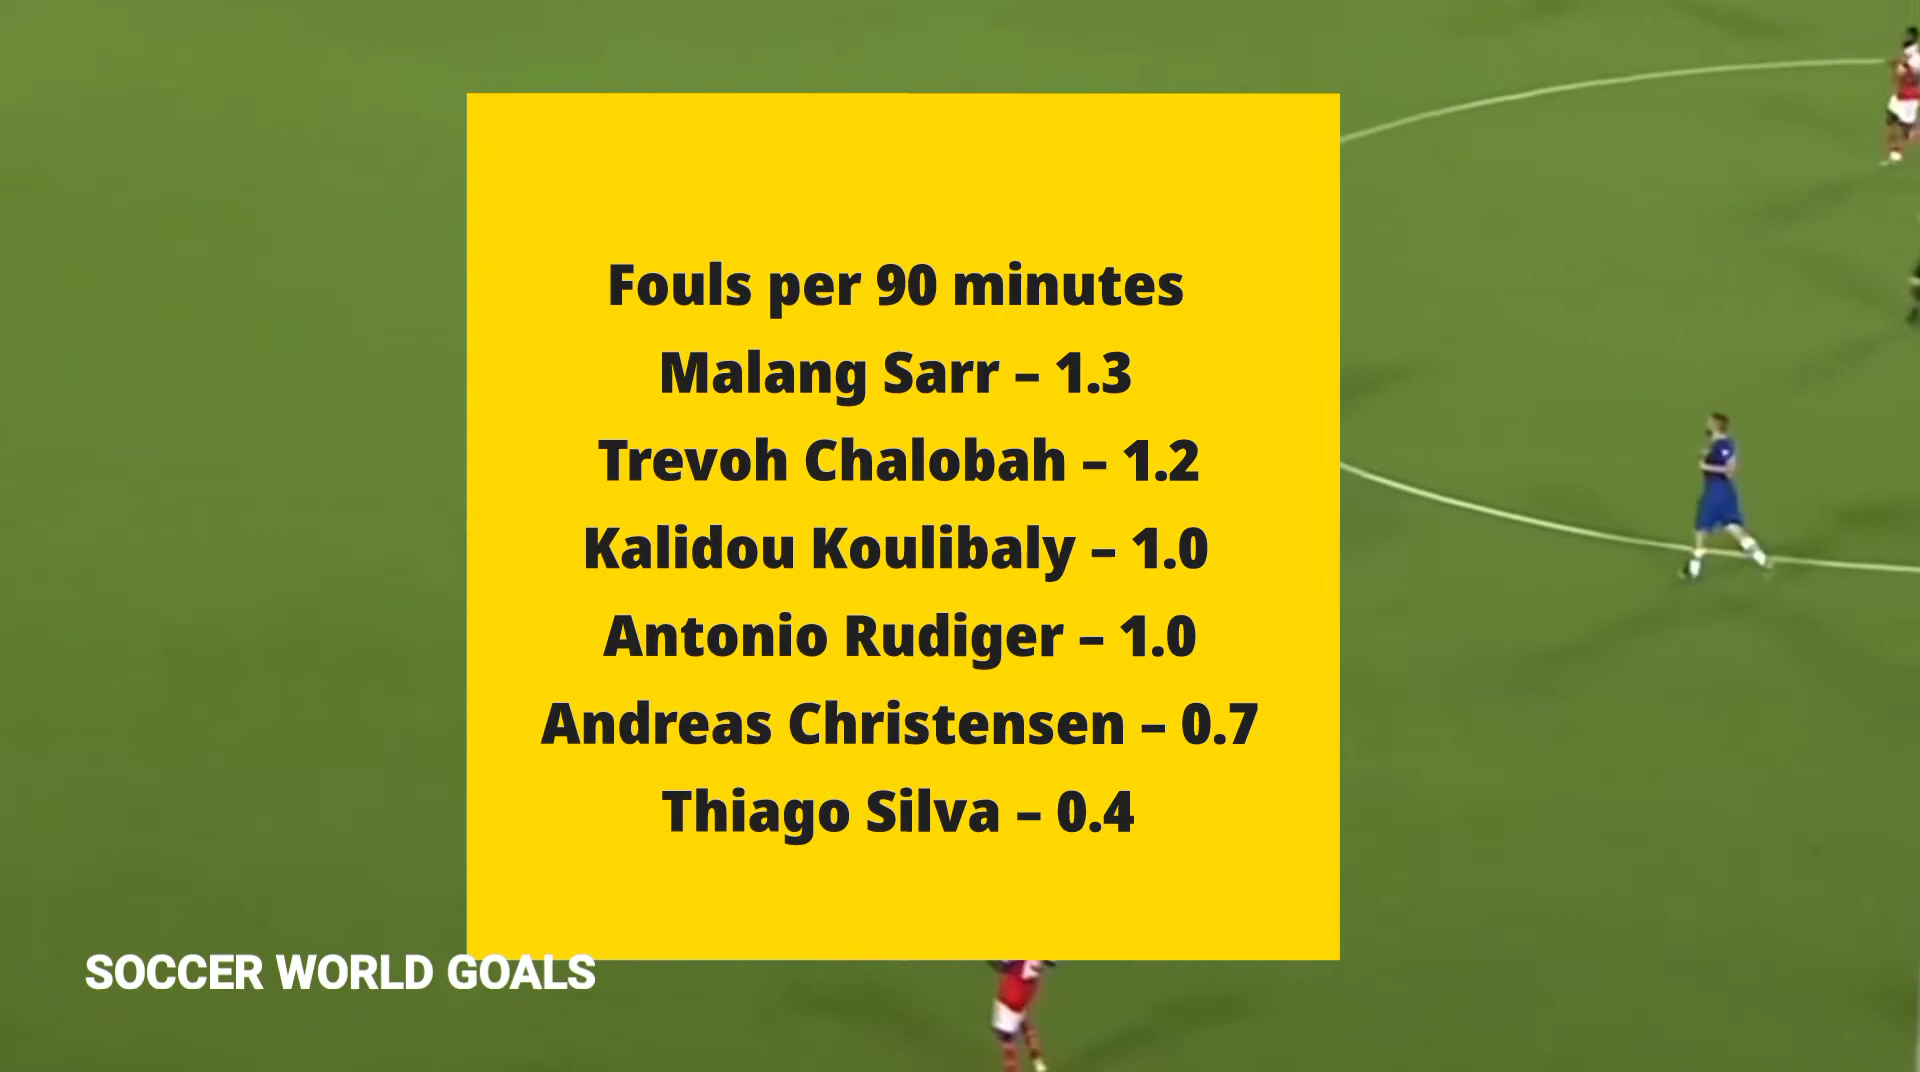 Fouls per 90 minutes
Malang Sarr – 1.3
Trevoh Chalobah – 1.2
Kalidou Koulibaly – 1.0
Antonio Rudiger – 1.0
Andreas Christensen – 0.7
Thiago Silva – 0.4
SOCCER WORLD GOALS